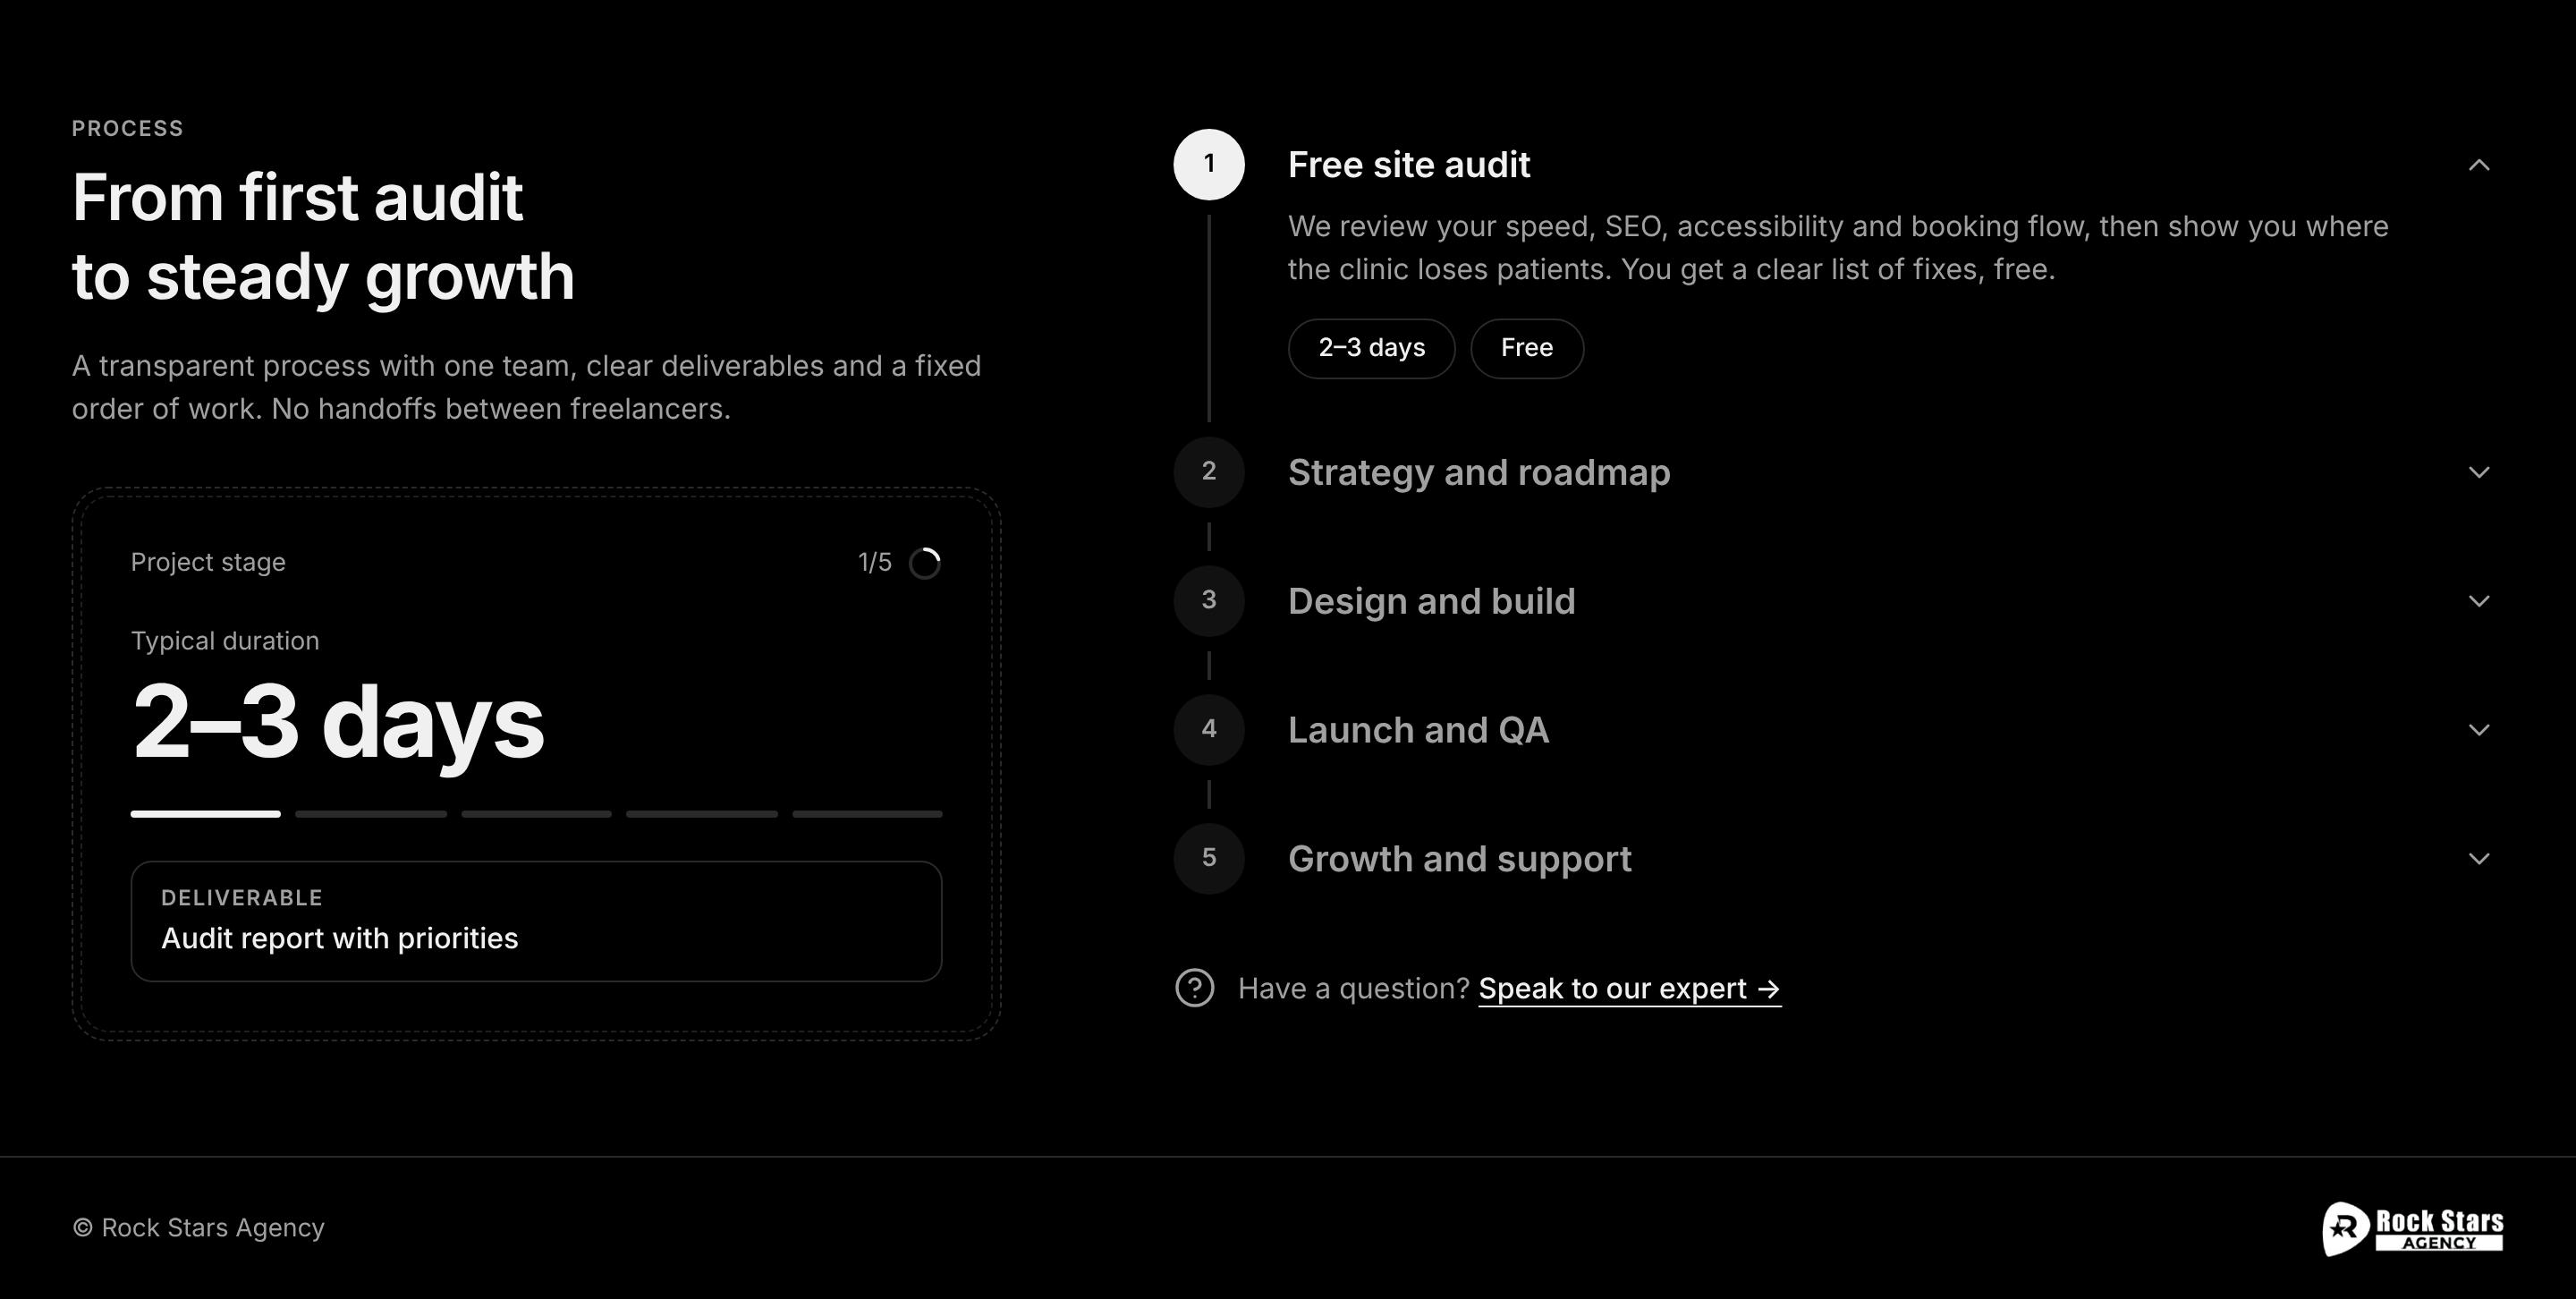 PROCESS
From first audit
to steady growth
A transparent process with one team, clear deliverables and a fixed
order of work. No handoffs between freelancers.
Project stage
1/5
Typical duration
2–3 days
DELIVERABLE
Audit report with priorities
1
Free site audit
We review your speed, SEO, accessibility and booking flow, then show you where
the clinic loses patients. You get a clear list of fixes, free.
2–3 days
Free
2
Strategy and roadmap
3
Design and build
4
Launch and QA
5
Growth and support
Have a question? Speak to our expert →
© Rock Stars Agency
R
Rock Stars
AGENCY